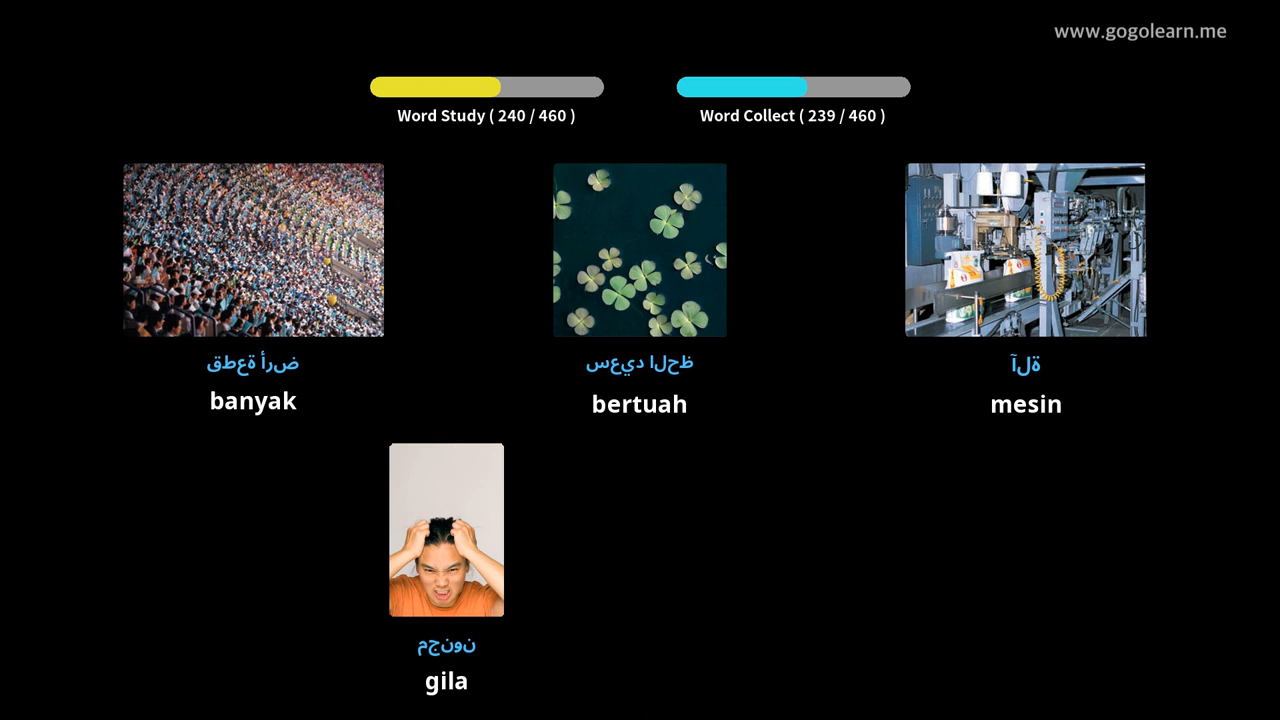 www.gogolearn.me
Word Study ( 240 / 460 )
Word Collect ( 239 / 460 )
قطعة أرض
banyak
سعيد الحظ
bertuah
آلة
mesin
مجنون
gila